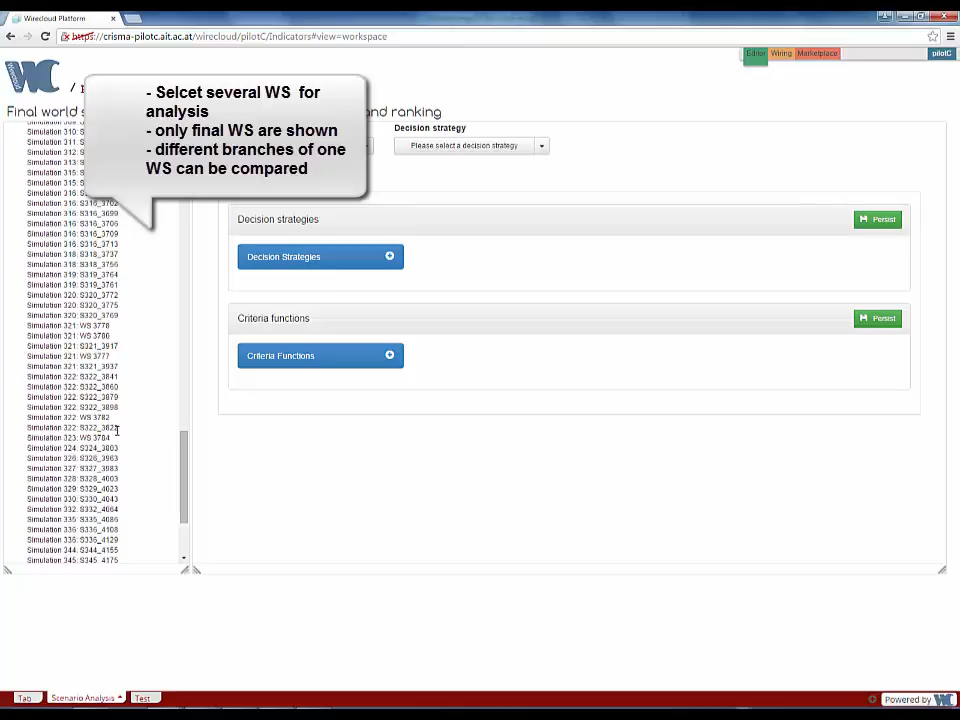 Wirecloud Platform
https://crisma-pilotc.ait.ac.at/wirecloud/pilotC/Indicators#view=workspace
Editor Wiring Marketplace pilotC
WC /
Final world s and ranking
- Selcet several WS for
analysis
- only final WS are shown
- different branches of one
WS can be compared
Decision strategy
Please select a decision strategy
Simulation 310: S
Simulation 311: S
Simulation 312: S
Simulation 313: S
Simulation 315: S
Simulation 315: S
Simulation 316: S
Simulation 316: S316_3702
Simulation 316: S316_3699
Simulation 316: S316_3706
Simulation 316: S316_3709
Simulation 316: S316_3713
Simulation 318: S318_3737
Simulation 318: S318_3756
Simulation 319: S319_3764
Simulation 319: S319_3761
Simulation 320: S320_3772
Simulation 320: S320_3775
Simulation 320: S320_3769
Simulation 321: WS 3778
Simulation 321: WS 3780
Simulation 321: S321_3917
Simulation 321: WS 3777
Simulation 321: S321_3937
Simulation 322: S322_3841
Simulation 322: S322_3860
Simulation 322: S322_3879
Simulation 322: S322_3898
Simulation 322: WS 3782
Simulation 322: S322_382
Simulation 323: WS 3784
Simulation 324: S324_3803
Simulation 326: S326_3963
Simulation 327: S327_3983
Simulation 328: S328_4003
Simulation 329: S329_4023
Simulation 330: S330_4043
Simulation 332: S332_4064
Simulation 335: S335_4086
Simulation 336: S336_4108
Simulation 336: S336_4129
Simulation 344: S344_4155
Simulation 345: S345_4175
Decision strategies
Persist
Decision Strategies
Criteria functions
Persist
Criteria Functions
Tab Scenario Analysis Test
Powered by WC